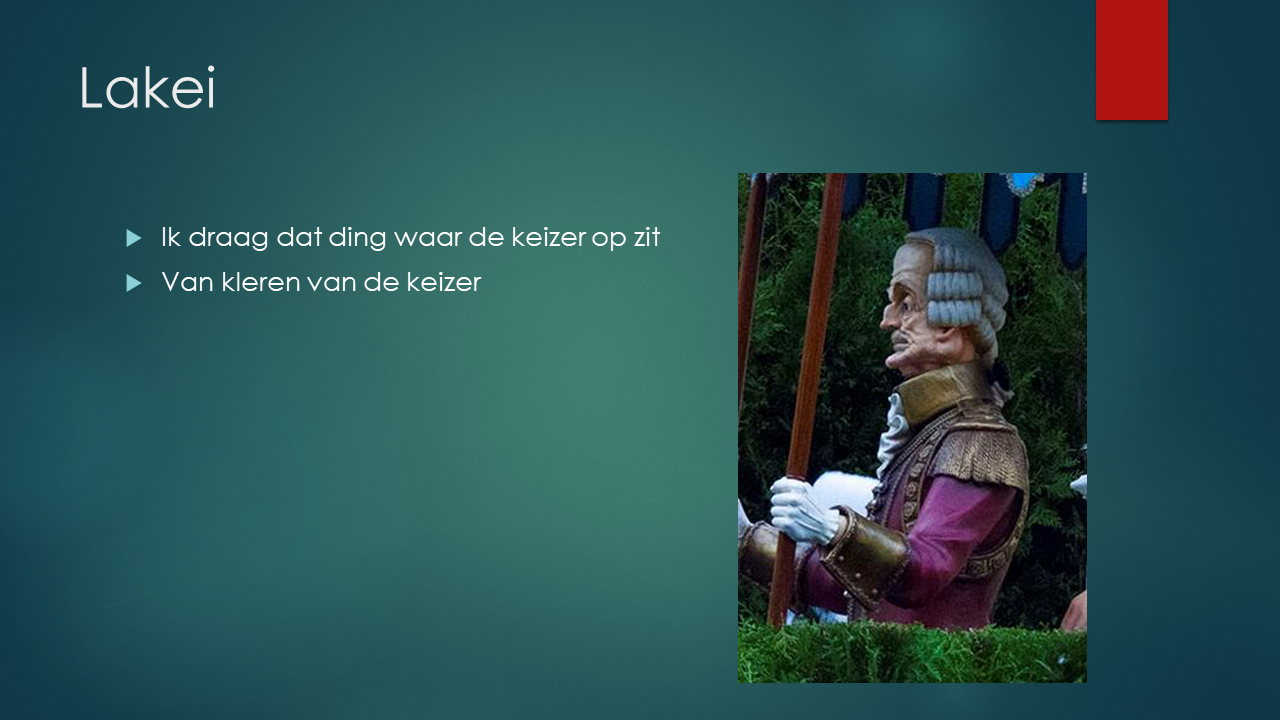 Lakei
Ik draag dat ding waar de keizer op zit
Van kleren van de keizer